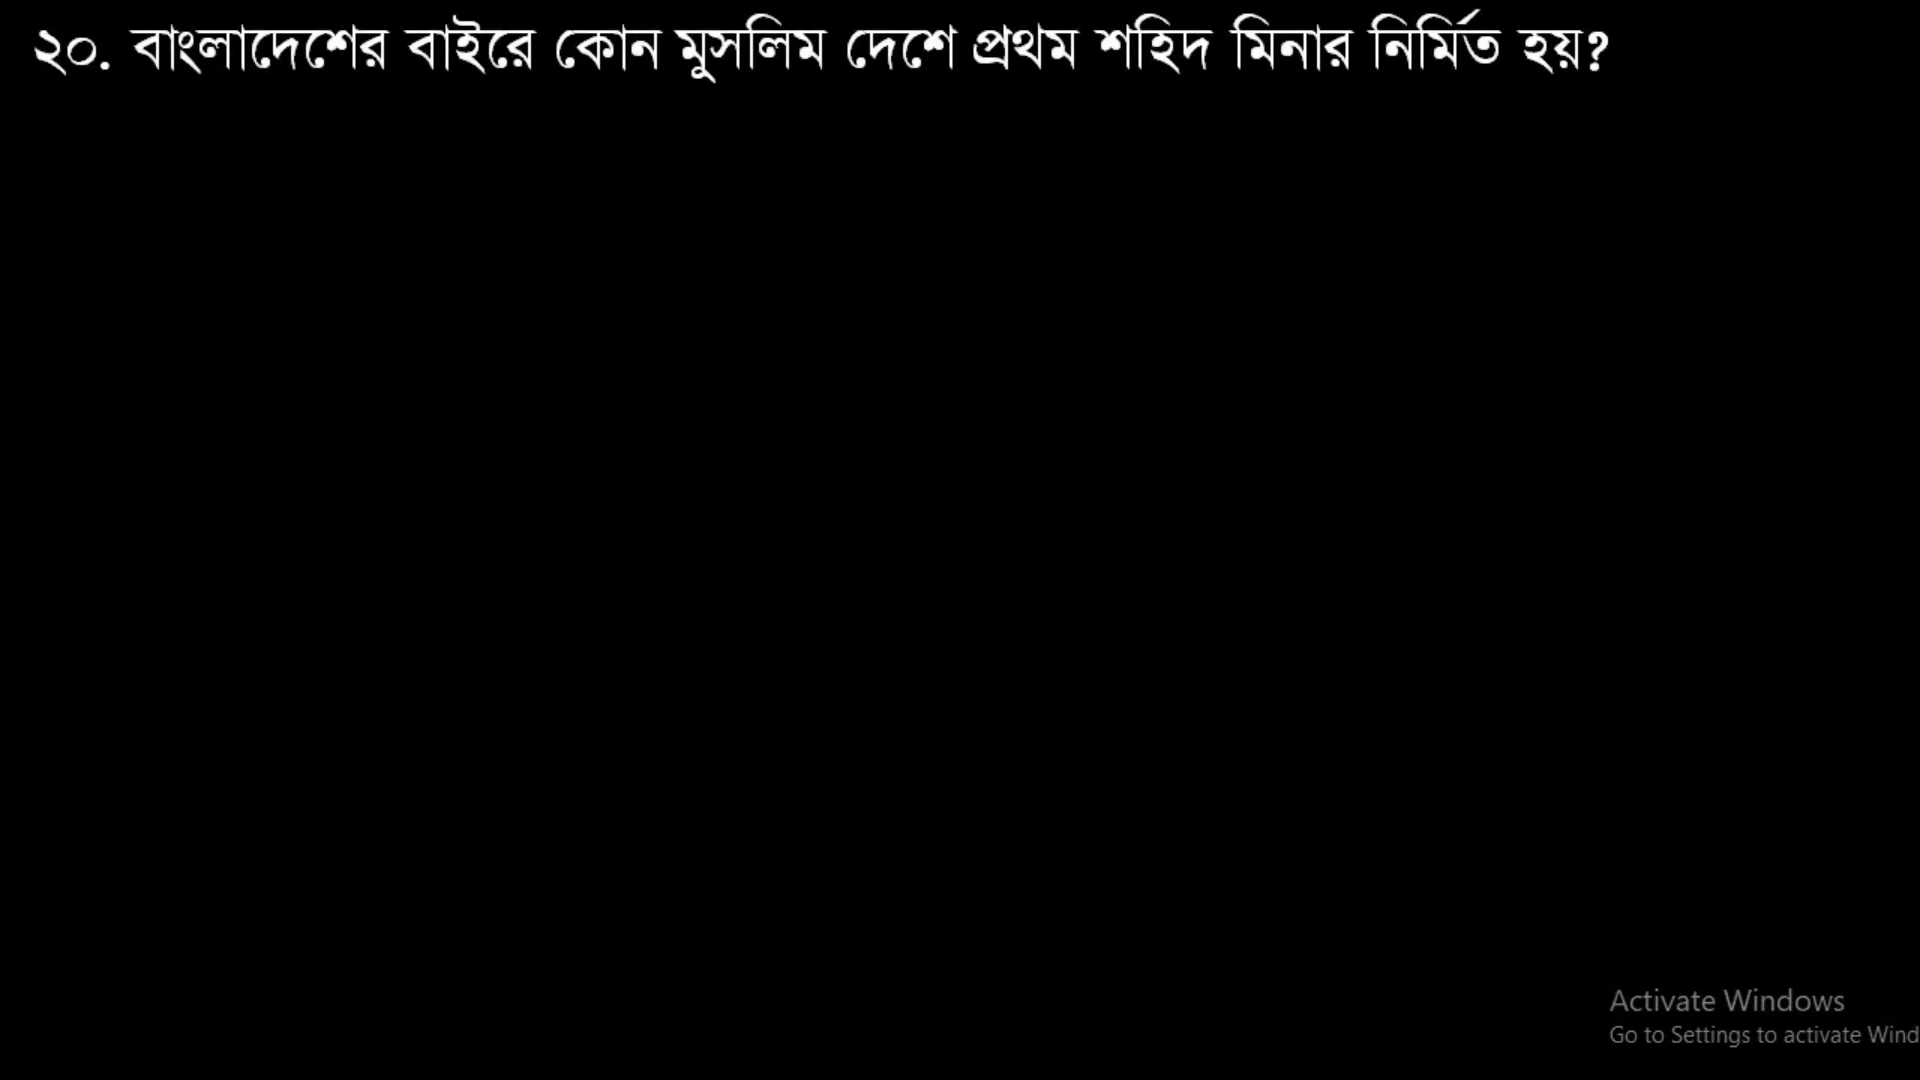 ২০. বাংলাদেশের বাইরে কোন মুসলিম দেশে প্রথম শহিদ মিনার নির্মিত হয়?
Activate Windows
Go to Settings to activate Wind